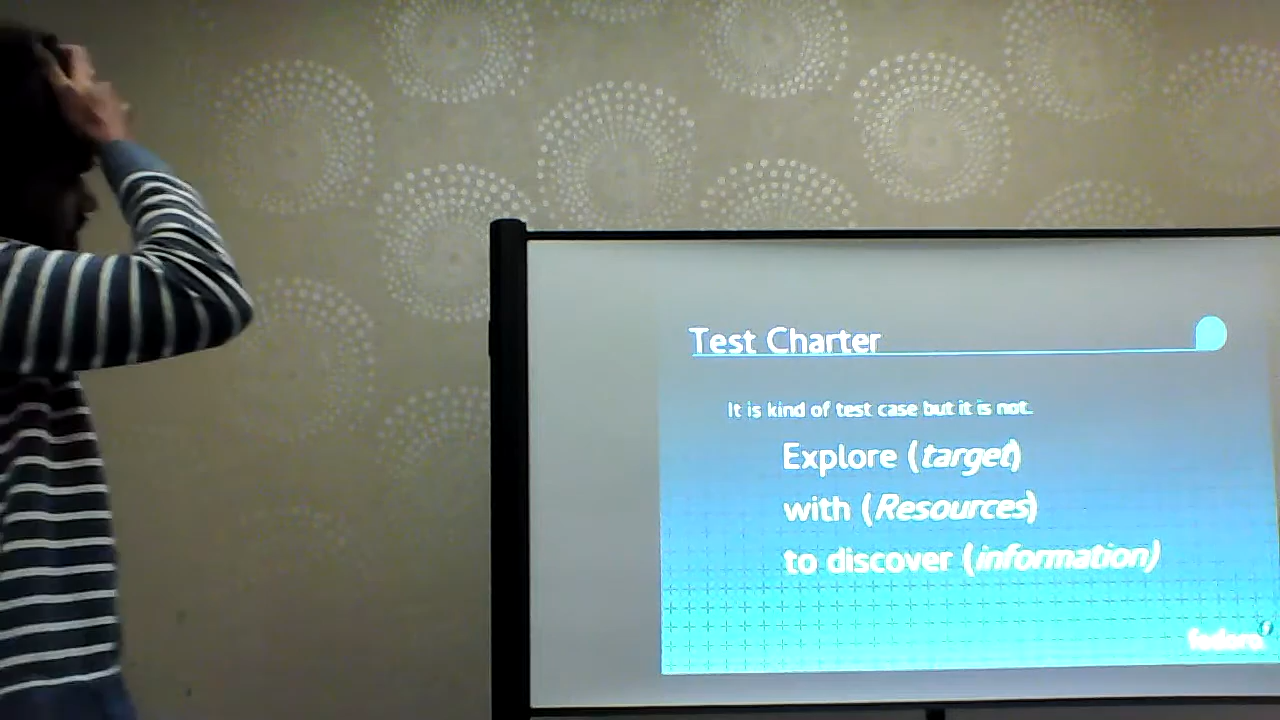 Test Charter
It is kind of test case but it is not.
Explore (target)
with (Resources)
to discover (information)
fedora